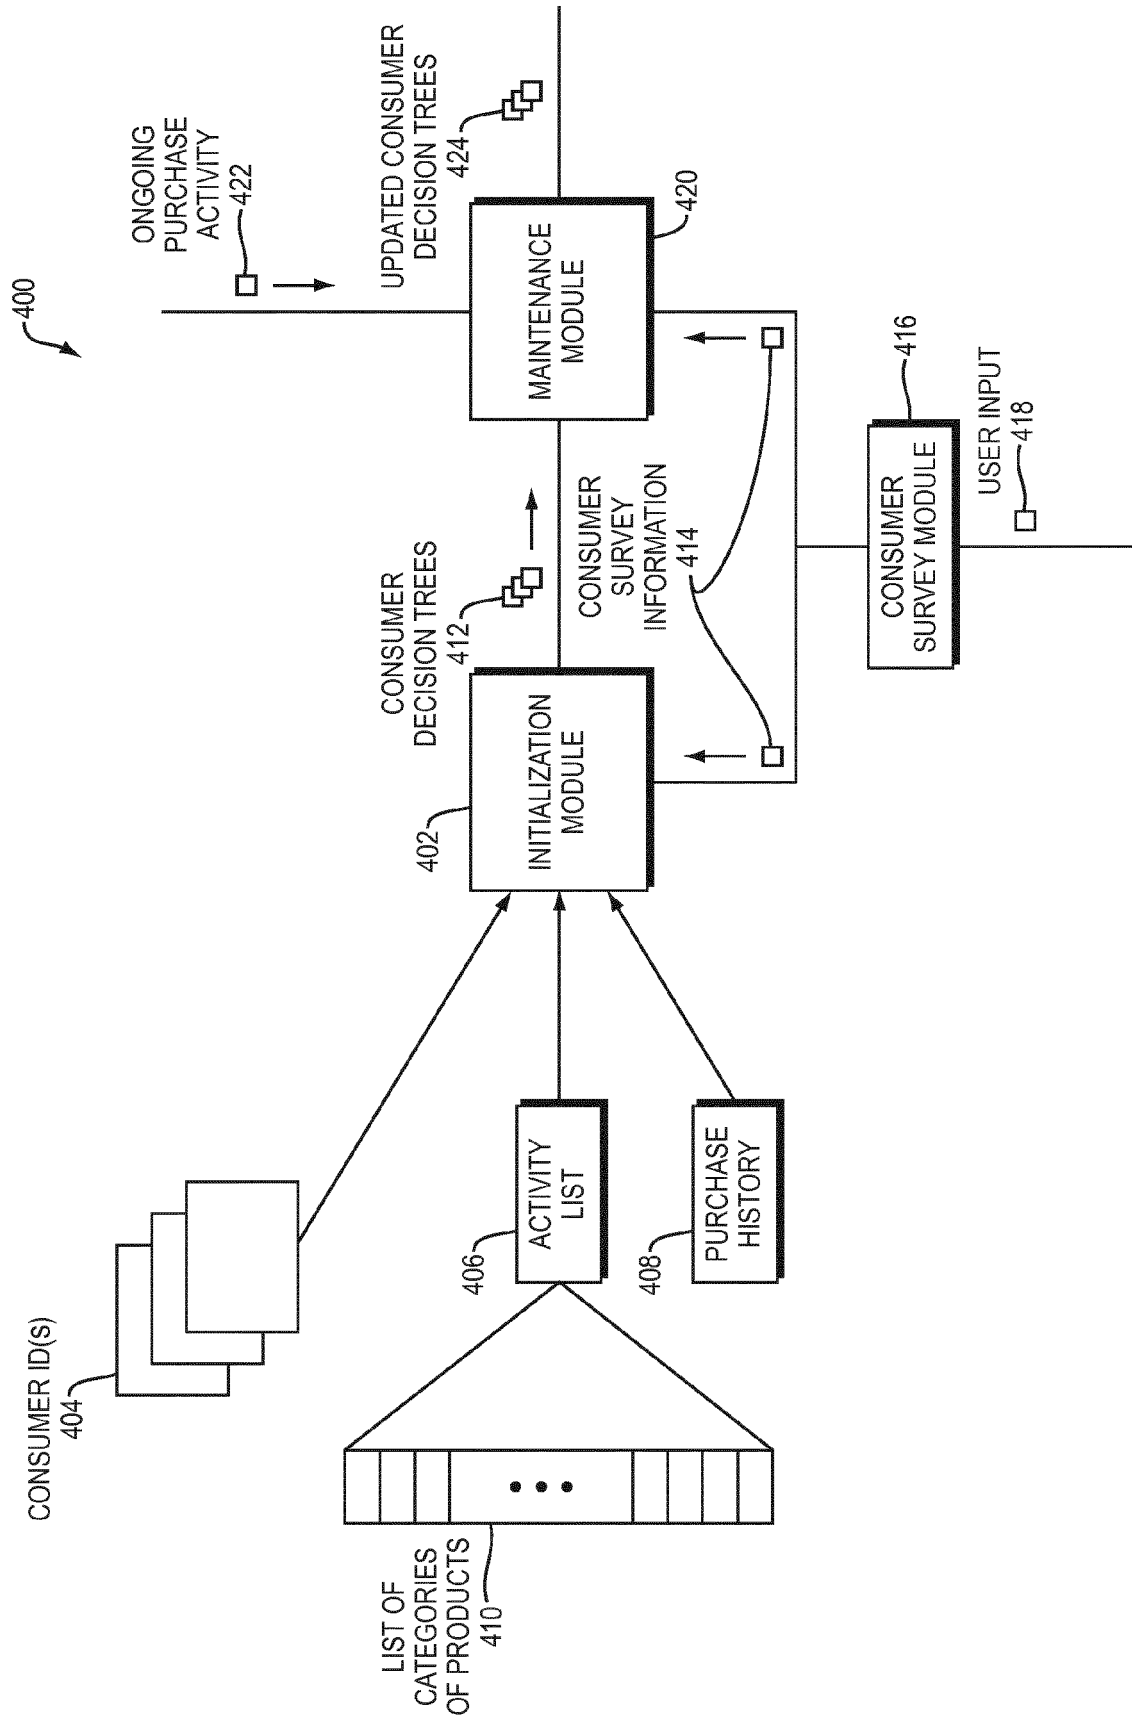 400
CONSUMER ID(s)
404
LIST OF
CATEGORIES
OF PRODUCTS
410
406
ACTIVITY
LIST
408
PURCHASE
HISTORY
402
INITIALIZATION
MODULE
CONSUMER
DECISION TREES
412
CONSUMER
SURVEY
INFORMATION
414
ONGOING
PURCHASE
ACTIVITY
422
UPDATED CONSUMER
DECISION TREES
424
MAINTENANCE
MODULE
420
CONSUMER
SURVEY MODULE
416
USER INPUT
418